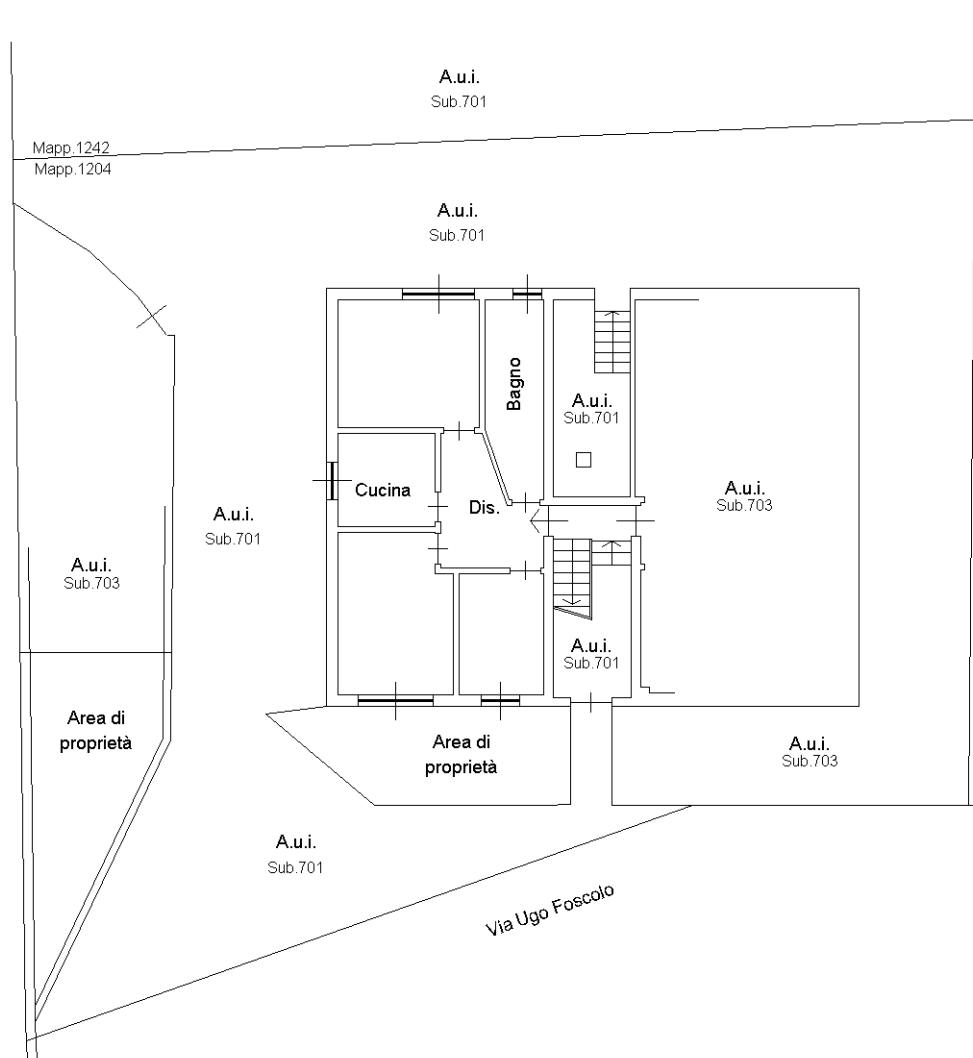 A.u.i.
Sub.701
Mapp.1242
Mapp.1204
A.u.i.
Sub.701
Bagno
A.u.i.
Sub.701
Cucina
Dis.
A.u.i.
Sub.703
A.u.i.
Sub.701
A.u.i.
Sub.703
A.u.i.
Sub.701
Area di
proprietà
Area di
proprietà
A.u.i.
Sub.703
A.u.i.
Sub.701
Via Ugo Foscolo